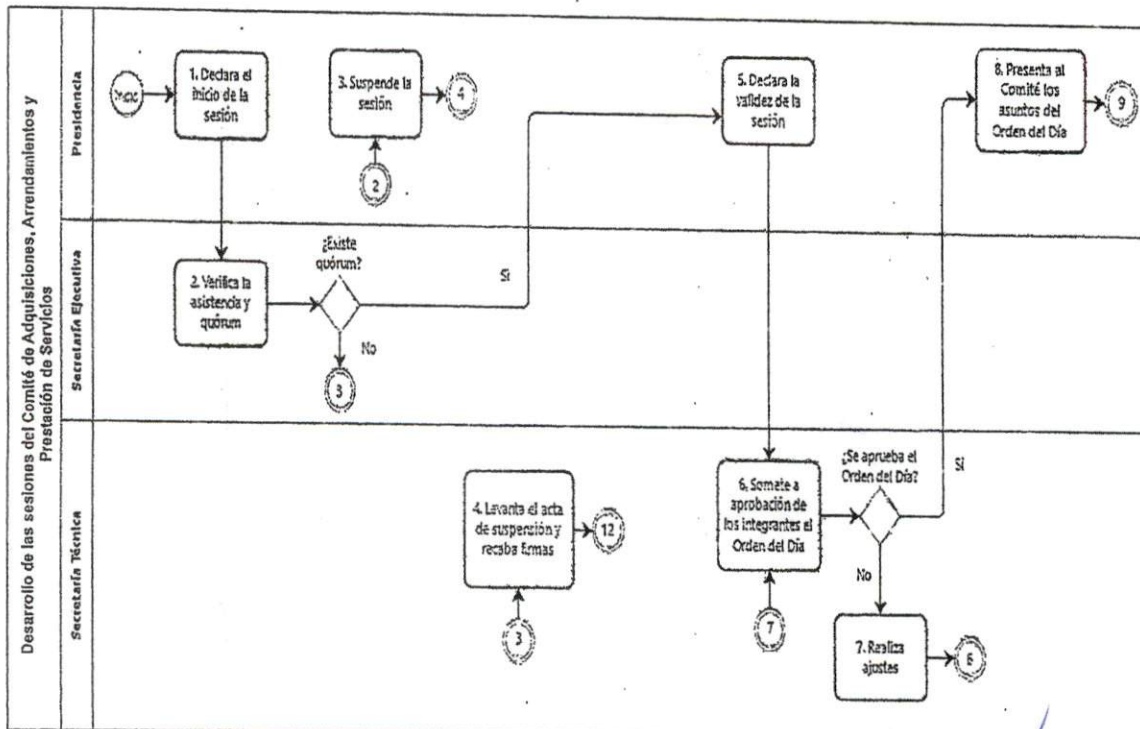 Desarrollo de las sesiones del Comité de Adquisiciones, Arrendamientos y
Prestación de Servicios
Presidencia
Inicio
1. Declara el
inicio de la
sesión
3. Suspende la
sesión
4
2
5. Declara la
validez de la
sesión
8. Presenta al
Comité los
asuntos del
Orden del Día
9
Secretaría Ejecutiva
2. Verifica la
asistencia y
quórum
¿Existe
quórum?
Sí
No
3
Secretaría Técnica
4. Levanta el acta
de suspensión y
recaba firmas
12
3
6. Somete a
aprobación de
los integrantes el
Orden del Día
7
¿Se aprueba el
Orden del Día?
Sí
No
7. Realiza
ajustes
6